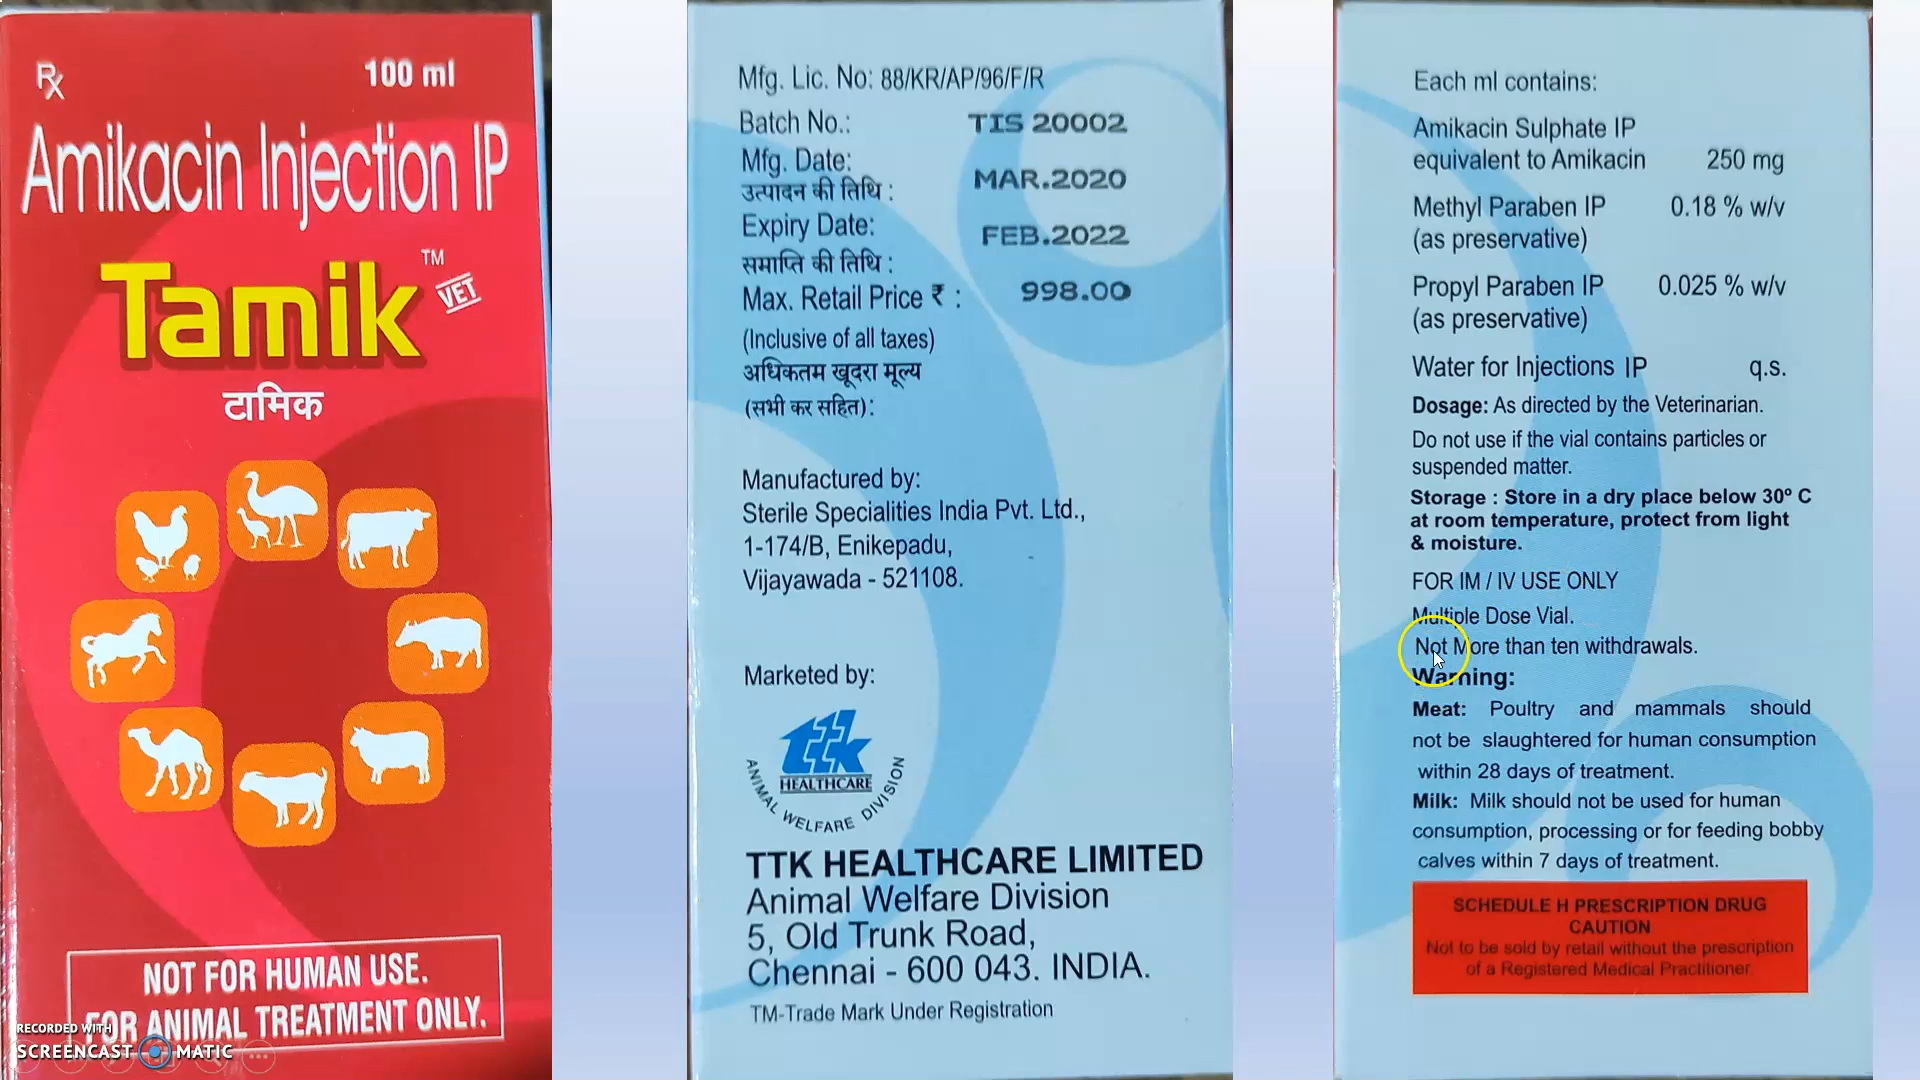 Rx
100 ml
Amikacin Injection IP
Tamik
TM
VET
टामिक
NOT FOR HUMAN USE.
FOR ANIMAL TREATMENT ONLY.
RECORDED WITH
SCREENCAST MATIC
Mfg. Lic. No: 88/KR/AP/96/F/R
Batch No.: TIS 20002
Mfg. Date: MAR.2020
उत्पादन की तिथि :
Expiry Date: FEB.2022
समाप्ति की तिथि :
Max. Retail Price ₹ : 998.00
(Inclusive of all taxes)
अधिकतम खूदरा मूल्य
(सभी कर सहित):
Manufactured by:
Sterile Specialities India Pvt. Ltd.,
1-174/B, Enikepadu,
Vijayawada - 521108.
Marketed by:
ttk
HEALTHCARE
ANIMAL WELFARE DIVISION
TTK HEALTHCARE LIMITED
Animal Welfare Division
5, Old Trunk Road,
Chennai - 600 043. INDIA.
TM-Trade Mark Under Registration
Each ml contains:
Amikacin Sulphate IP
equivalent to Amikacin 250 mg
Methyl Paraben IP 0.18 % w/v
(as preservative)
Propyl Paraben IP 0.025 % w/v
(as preservative)
Water for Injections IP q.s.
Dosage: As directed by the Veterinarian.
Do not use if the vial contains particles or
suspended matter.
Storage : Store in a dry place below 30º C
at room temperature, protect from light
& moisture.
FOR IM / IV USE ONLY
Multiple Dose Vial.
Not More than ten withdrawals.
Warning:
Meat: Poultry and mammals should
not be slaughtered for human consumption
within 28 days of treatment.
Milk: Milk should not be used for human
consumption, processing or for feeding bobby
calves within 7 days of treatment.
SCHEDULE H PRESCRIPTION DRUG
CAUTION
Not to be sold by retail without the prescription
of a Registered Medical Practitioner.